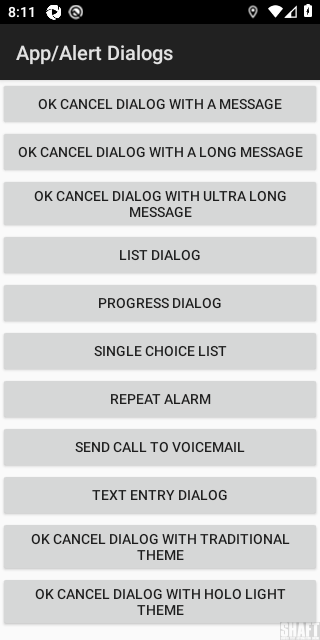 8:11
App/Alert Dialogs
OK CANCEL DIALOG WITH A MESSAGE
OK CANCEL DIALOG WITH A LONG MESSAGE
OK CANCEL DIALOG WITH ULTRA LONG
MESSAGE
LIST DIALOG
PROGRESS DIALOG
SINGLE CHOICE LIST
REPEAT ALARM
SEND CALL TO VOICEMAIL
TEXT ENTRY DIALOG
OK CANCEL DIALOG WITH TRADITIONAL
THEME
OK CANCEL DIALOG WITH HOLO LIGHT
THEME
SHAFT